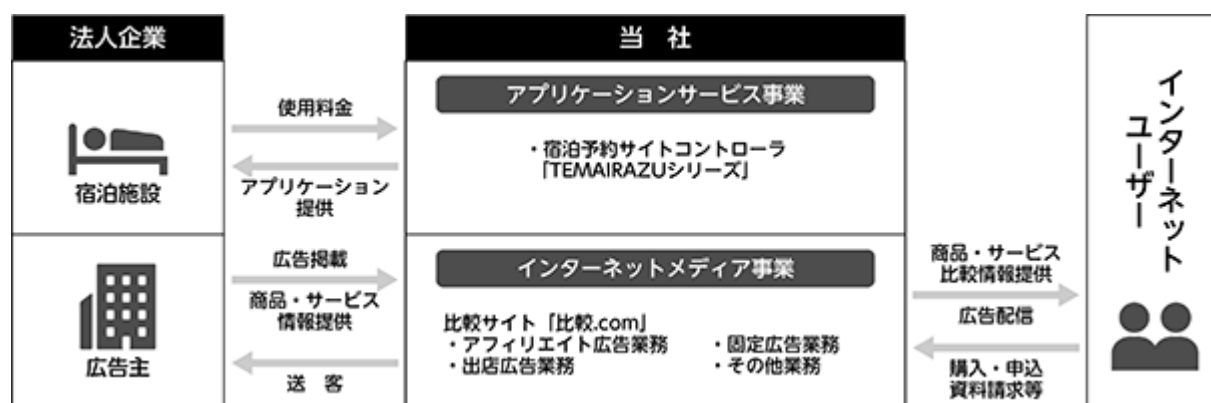 法人企業
宿泊施設
広告主
使用料金
アプリケーション
提供
広告掲載
商品・サービス
情報提供
送 客
当 社
アプリケーションサービス事業
・宿泊予約サイトコントローラ
「TEMAIRAZUシリーズ」
インターネットメディア事業
比較サイト「比較.com」
・アフィリエイト広告業務 ・固定広告業務
・出店広告業務 ・その他業務
商品・サービス
比較情報提供
広告配信
購入・申込
資料請求等
インターネット
ユーザー